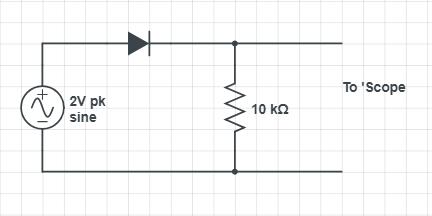 2V pk
sine
10 kΩ
To 'Scope